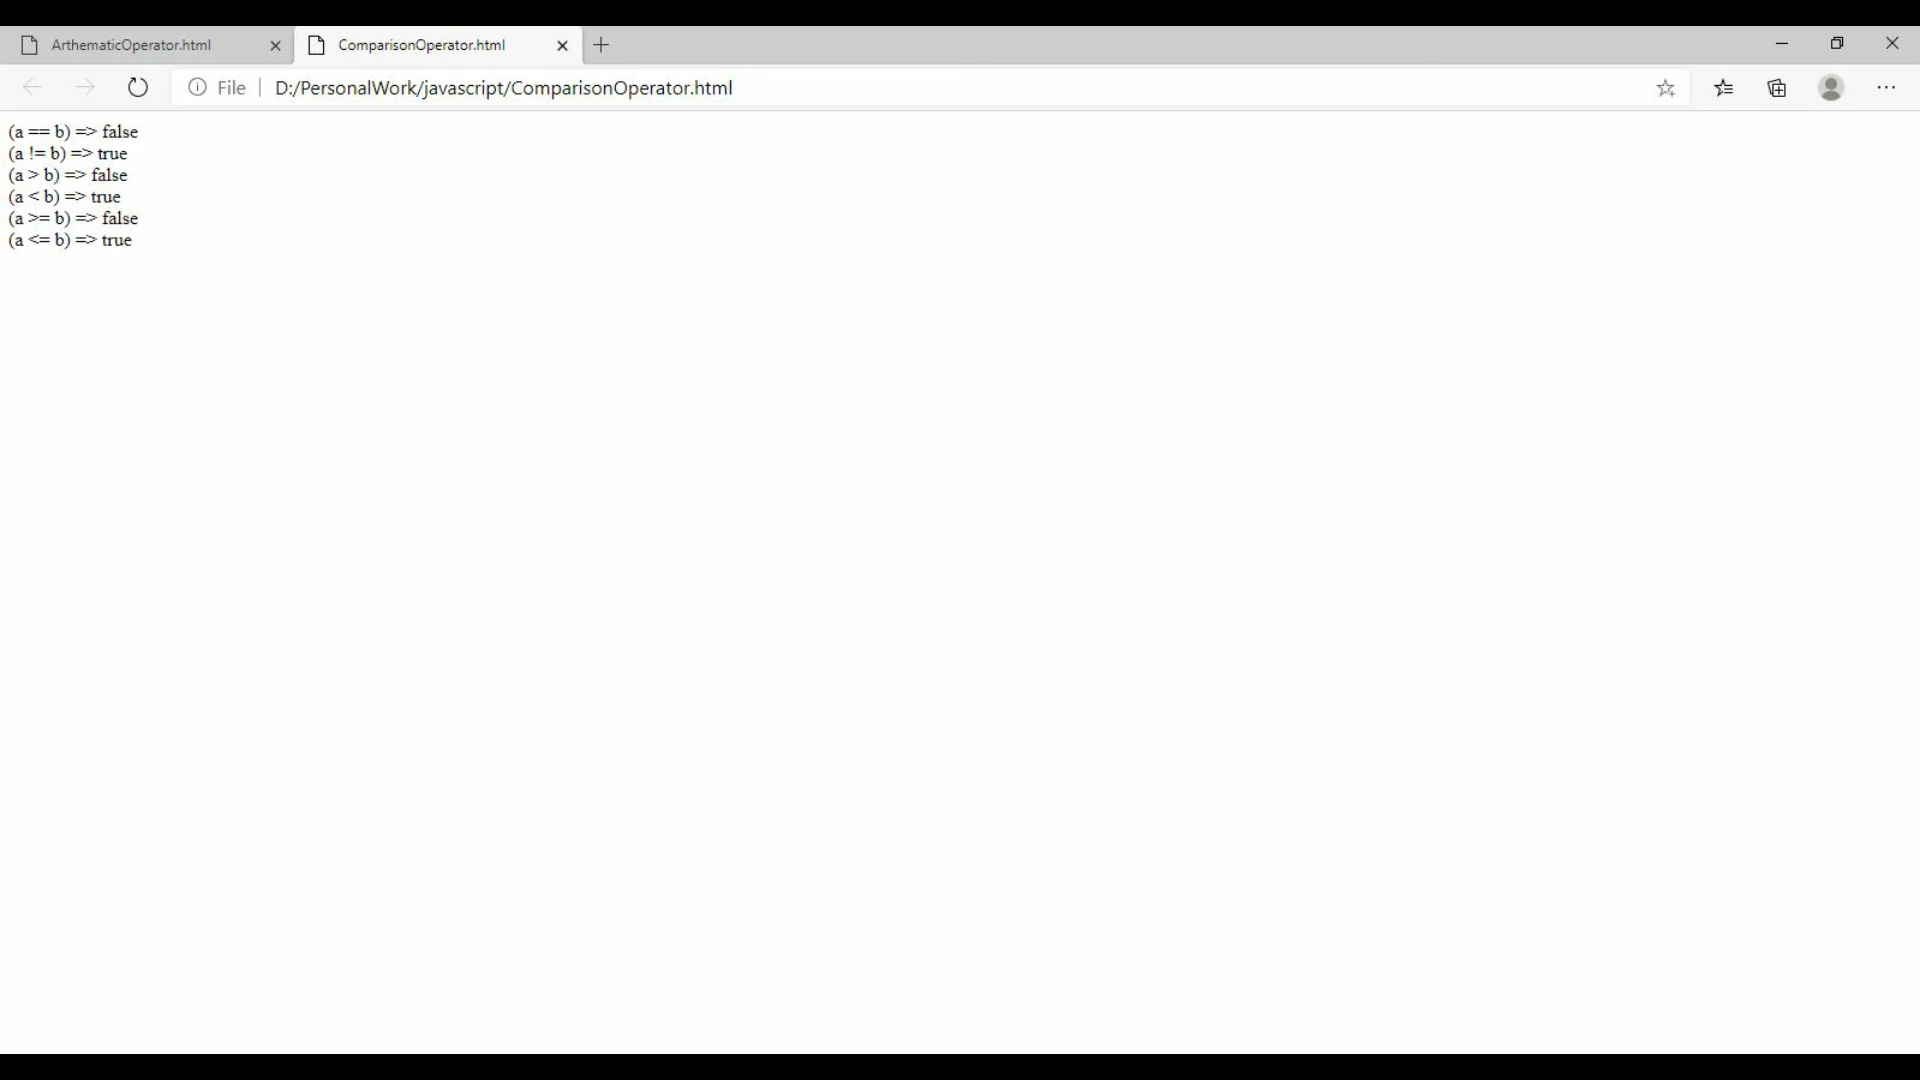 ArthematicOperator.html
ComparisonOperator.html
File
D:/PersonalWork/javascript/ComparisonOperator.html
(a == b) => false
(a != b) => true
(a > b) => false
(a < b) => true
(a >= b) => false
(a <= b) => true